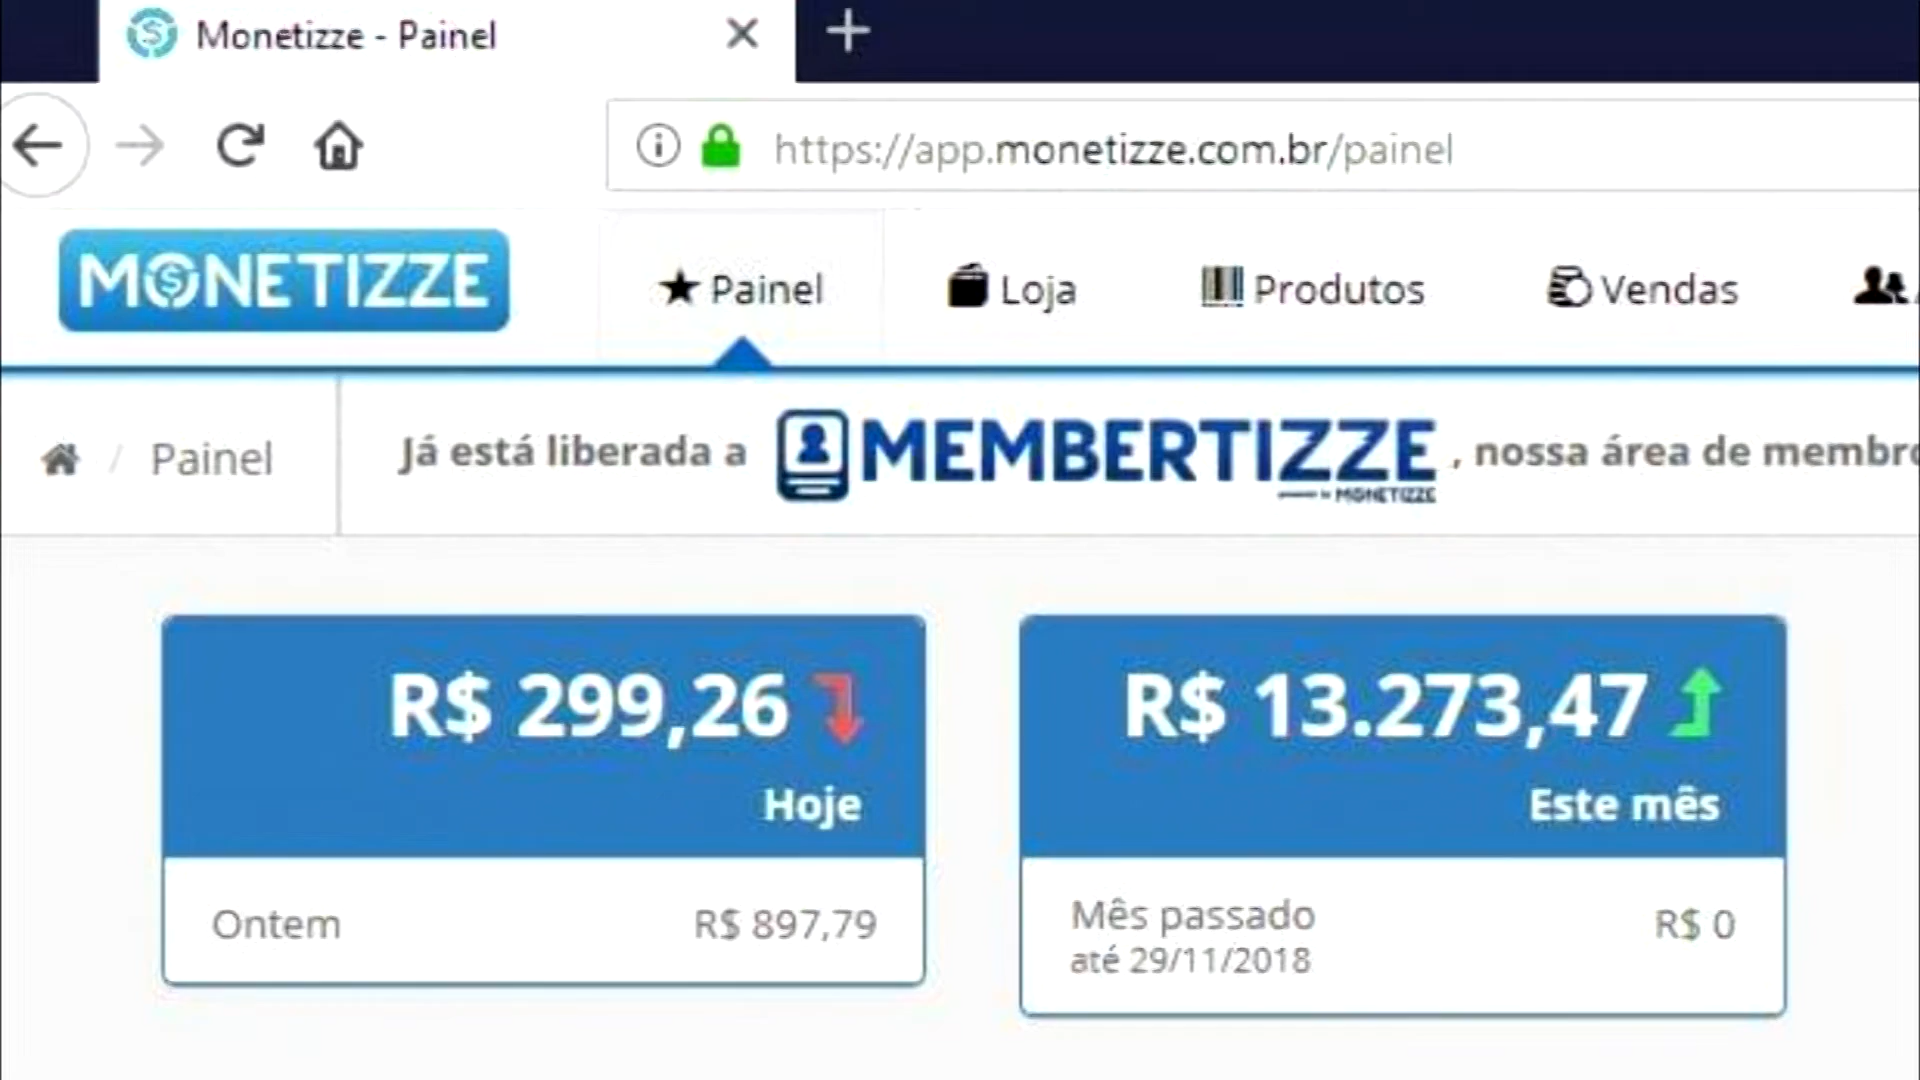 Monetizze - Painel
https://app.monetizze.com.br/painel
MONETIZZE
Painel
Loja
Produtos
Vendas
/ Painel
Já está liberada a MEMBERTIZZE , nossa área de
MONETIZZE
R$ 299,26
Hoje
Ontem R$ 897,79
R$ 13.273,47
Este mês
Mês passado R$ 0
até 29/11/2018